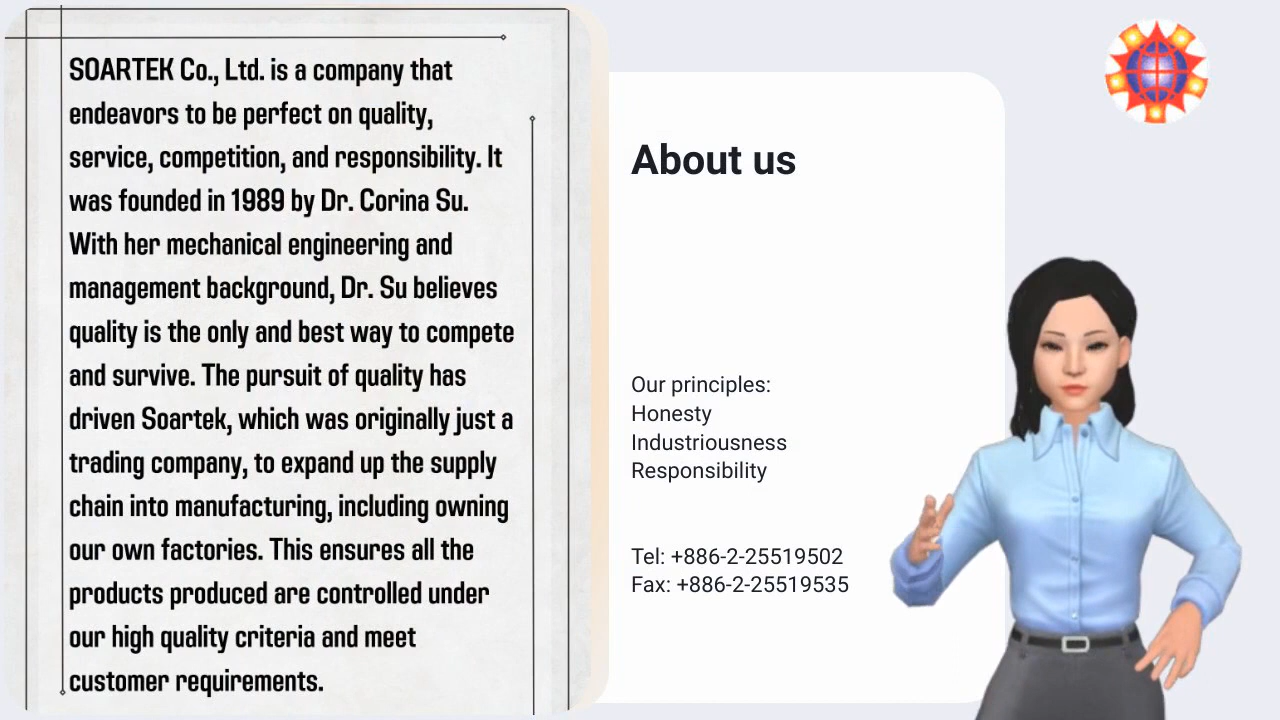 SOARTEK Co., Ltd. is a company that
endeavors to be perfect on quality,
service, competition, and responsibility. It
was founded in 1989 by Dr. Corina Su.
With her mechanical engineering and
management background, Dr. Su believes
quality is the only and best way to compete
and survive. The pursuit of quality has
driven Soartek, which was originally just a
trading company, to expand up the supply
chain into manufacturing, including owning
our own factories. This ensures all the
products produced are controlled under
our high quality criteria and meet
customer requirements.
About us
Our principles:
Honesty
Industriousness
Responsibility
Tel: +886-2-25519502
Fax: +886-2-25519535